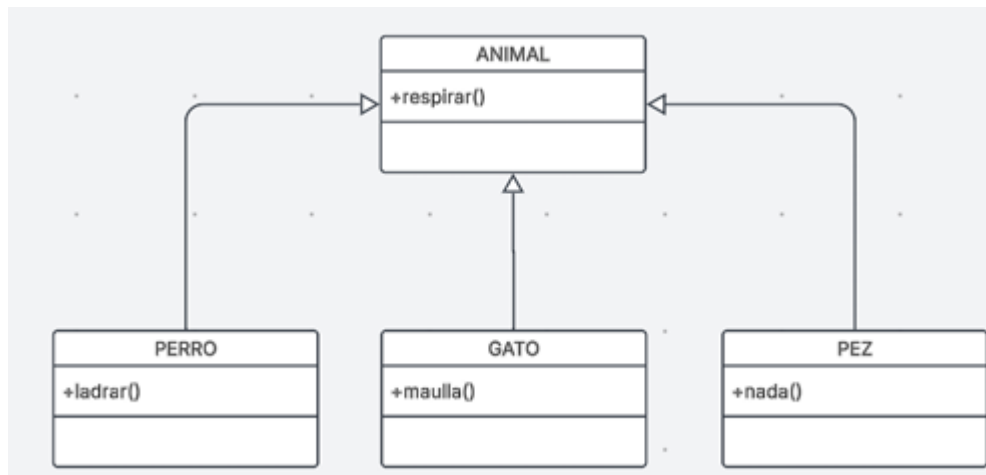 ANIMAL
+respirar()
PERRO
+ladrar()
GATO
+maulla()
PEZ
+nada()